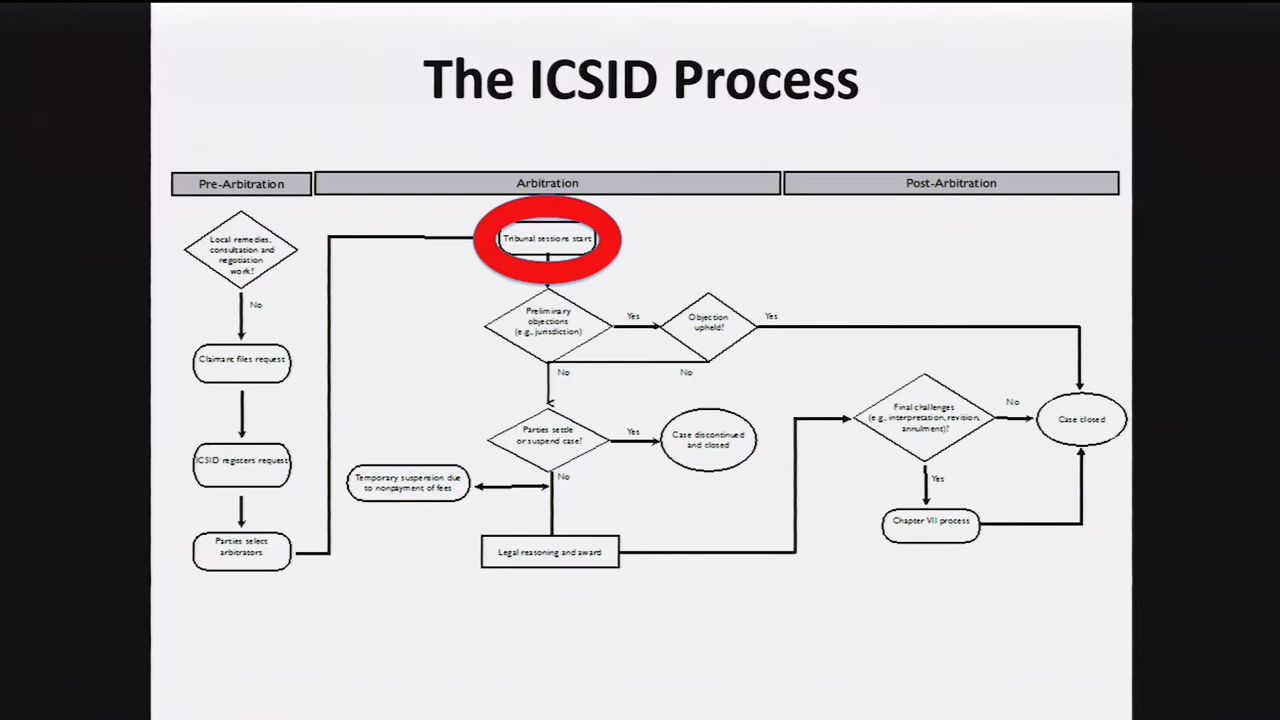 The ICSID Process
Pre-Arbitration
Arbitration
Post-Arbitration
Local remedies,
consultation and
negotiation
work?
No
Claimant files request
ICSID registers request
Parties select
arbitrators
Tribunal sessions start
Preliminary
objections
(e.g., jurisdiction)
Yes
Objection
upheld?
Yes
No
No
Parties settle
or suspend case?
Yes
Case discontinued
and closed
No
Temporary suspension due
to nonpayment of fees
Legal reasoning and award
Final challenges
(e.g., interpretation, revision,
annulment)?
No
Case closed
Yes
Chapter VII process